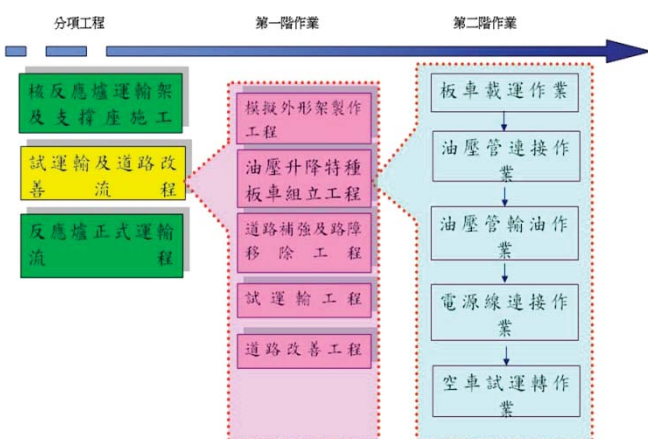 分項工程
第一階作業
第二階作業
核反應爐運輸架
及支撐座施工
試運輸及道路改
善流程
反應爐正式運輸
流程
模擬外形架製作
工程
油壓升降特種
板車組立工程
道路補強及路障
移除工程
試運輸工程
道路改善工程
板車載運作業
油壓管連接作
業
油壓管輸油作
業
電源線連接作
業
空車試運轉作
業